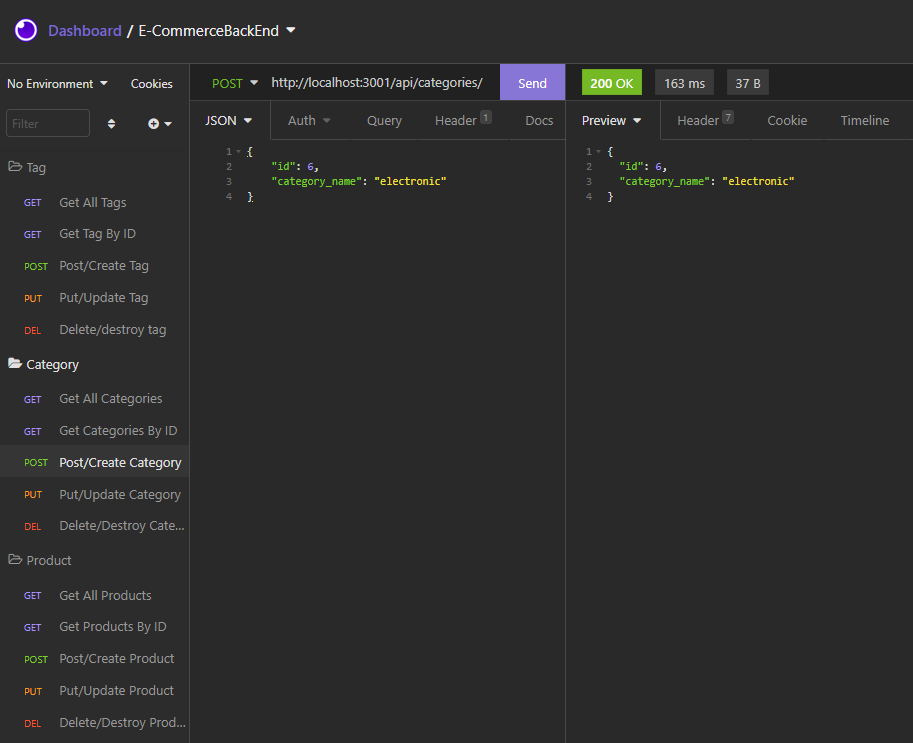 Dashboard / E-CommerceBackEnd
No Environment Cookies
POST http://localhost:3001/api/categories/ Send
200 OK 163 ms 37 B
Filter
JSON Auth Query Header 1 Docs
Preview Header 7 Cookie Timeline
Tag
GET Get All Tags
GET Get Tag By ID
POST Post/Create Tag
PUT Put/Update Tag
DEL Delete/destroy tag
Category
GET Get All Categories
GET Get Categories By ID
POST Post/Create Category
PUT Put/Update Category
DEL Delete/Destroy Cate...
Product
GET Get All Products
GET Get Products By ID
POST Post/Create Product
PUT Put/Update Product
DEL Delete/Destroy Prod...
1 {
2 "id": 6,
3 "category_name": "electronic"
4 }
1 {
2 "id": 6,
3 "category_name": "electronic"
4 }